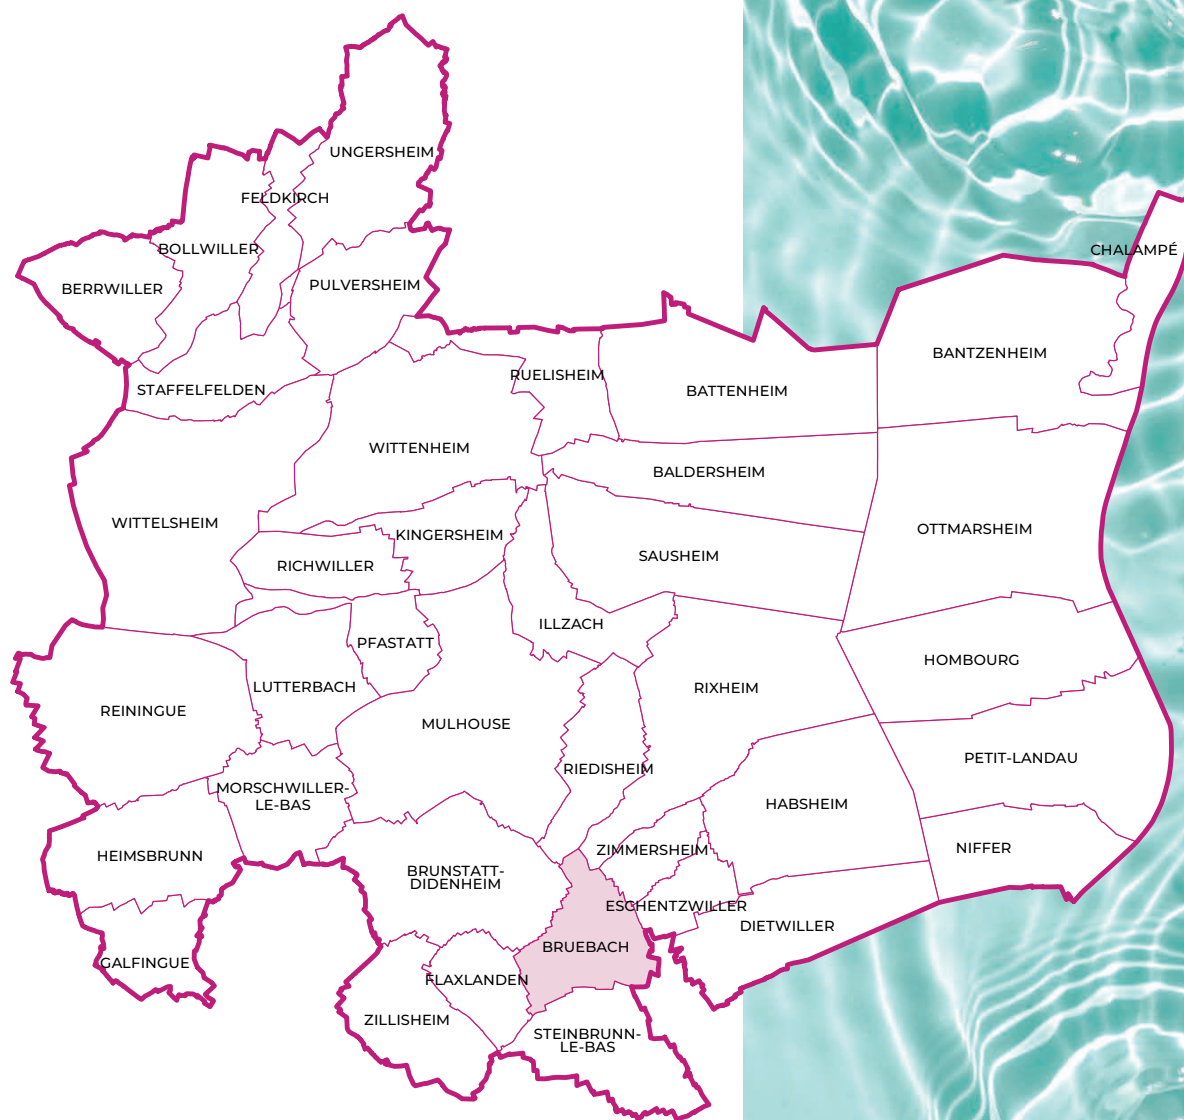 UNGERSHEIM
FELDKIRCH
BOLLWILLER
CHALAMPÉ
BERRWILLER
PULVERSHEIM
BANTZENHEIM
RUELISHEIM
STAFFELFELDEN
BATTENHEIM
WITTENHEIM
BALDERSHEIM
WITTELSHEIM
OTTMARSHEIM
KINGERSHEIM
SAUSHEIM
RICHWILLER
ILLZACH
PFASTATT
HOMBOURG
LUTTERBACH
RIXHEIM
REININGUE
MULHOUSE
PETIT-LANDAU
RIEDISHEIM
MORSCHWILLER-
LE-BAS
HABSHEIM
NIFFER
ZIMMERSHEIM
HEIMSBRUNN
BRUNSTATT-
DIDENHEIM
ESCHENTZWILLER
DIETWILLER
BRUEBACH
GALFINGUE
FLAXLANDEN
ZILLISHEIM
STEINBRUNN-
LE-BAS